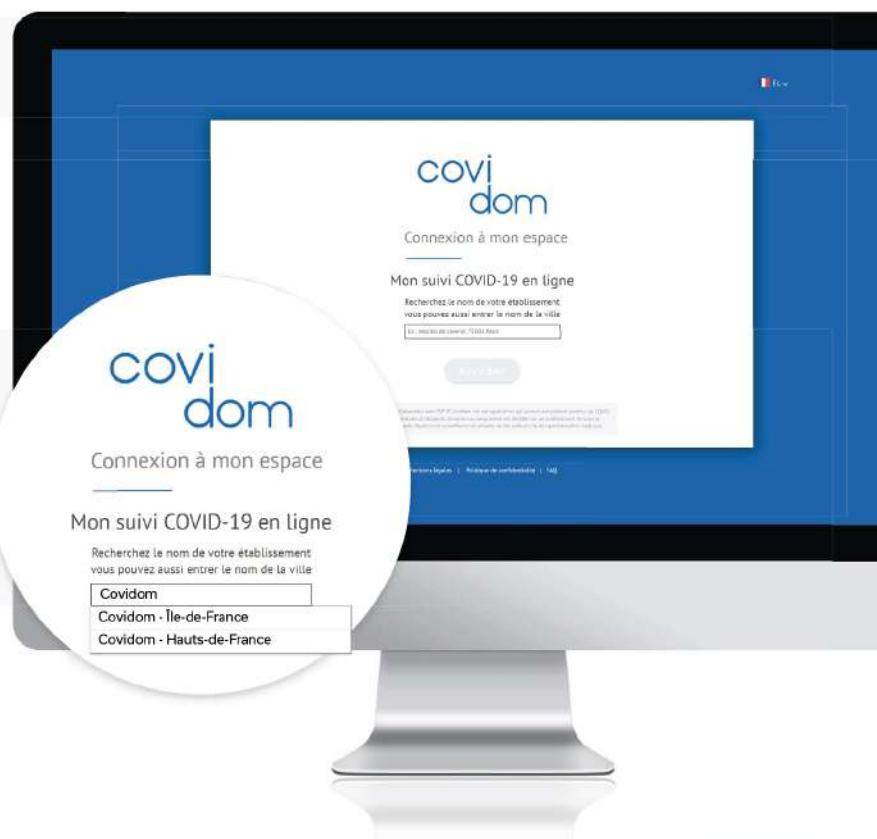 covi
dom
Connexion à mon espace
Mon suivi COVID-19 en ligne
Recherchez le nom de votre établissement
vous pouvez aussi entrer le nom de la ville
Mentions légales | Politique de confidentialité | FAQ
covi
dom
Connexion à mon espace
Mon suivi COVID-19 en ligne
Recherchez le nom de votre établissement
vous pouvez aussi entrer le nom de la ville
Covidom
Covidom - Île-de-France
Covidom - Hauts-de-France